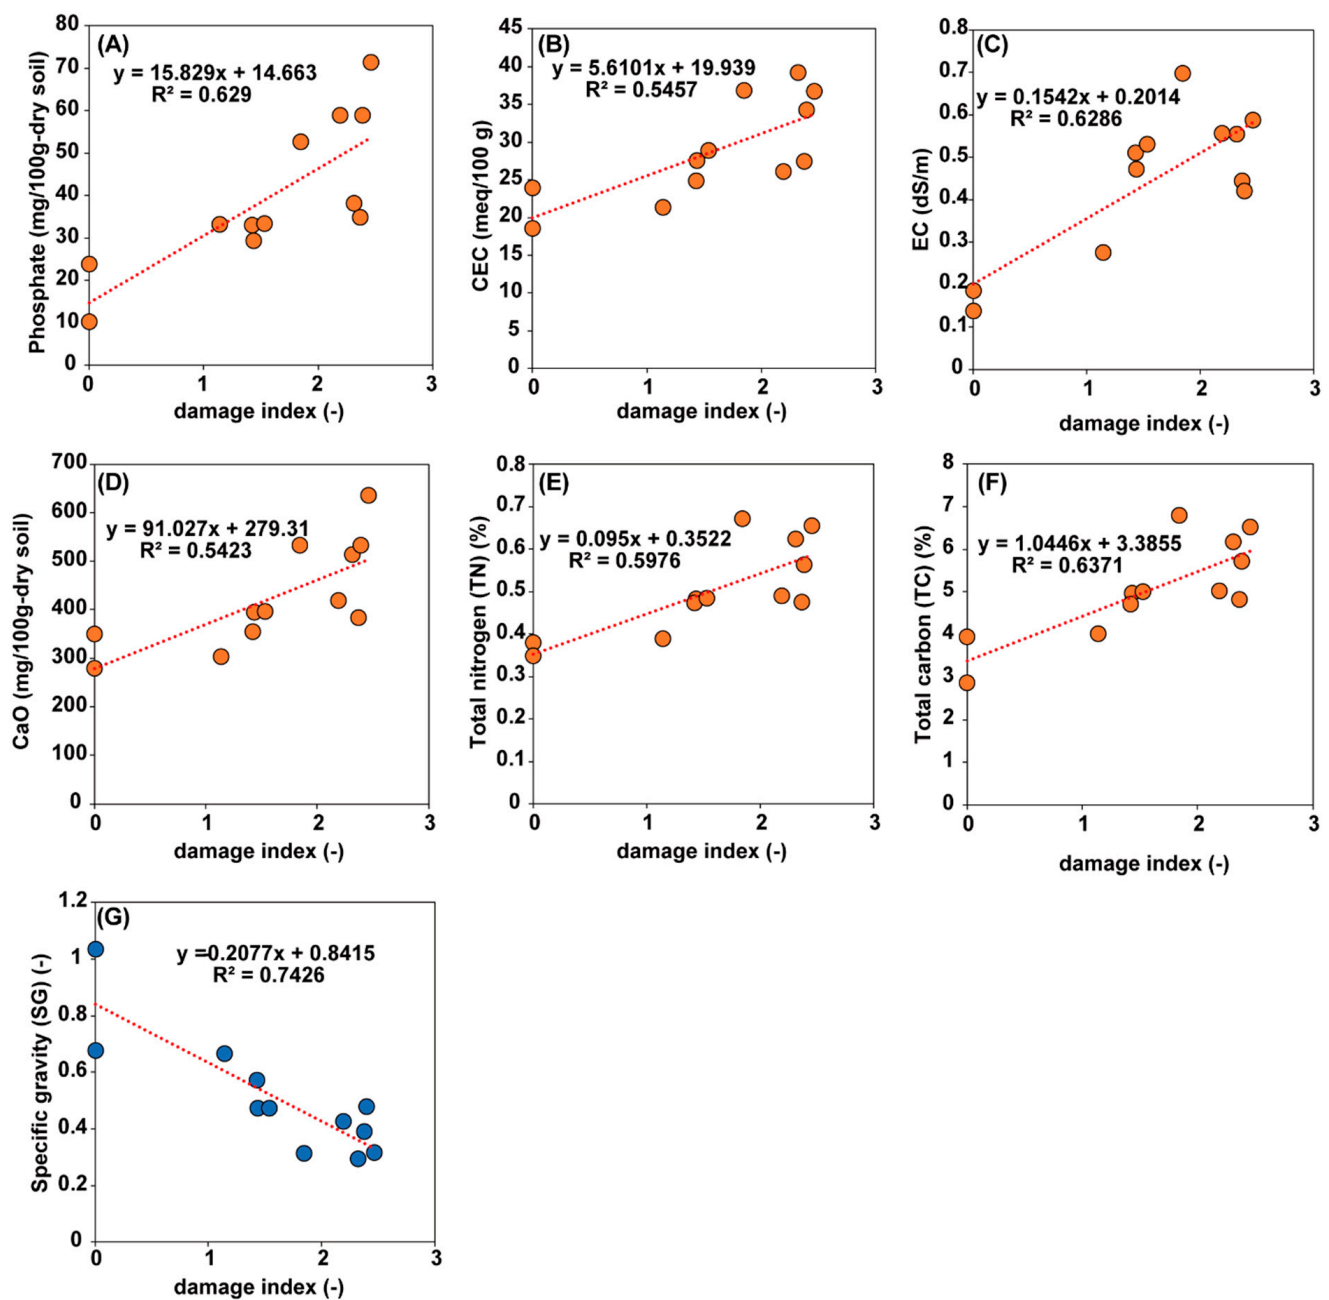 (A)
y = 15.829x + 14.663
R² = 0.629
Phosphate (mg/100g-dry soil)
80
70
60
50
40
30
20
10
0
0 1 2 3
damage index (-)
(B)
y = 5.6101x + 19.939
R² = 0.5457
CEC (meq/100 g)
45
40
35
30
25
20
15
10
5
0
0 1 2 3
damage index (-)
(C)
y = 0.1542x + 0.2014
R² = 0.6286
EC (dS/m)
0.8
0.7
0.6
0.5
0.4
0.3
0.2
0.1
0
0 1 2 3
damage index (-)
(D)
y = 91.027x + 279.31
R² = 0.5423
CaO (mg/100g-dry soil)
700
600
500
400
300
200
100
0
0 1 2 3
damage index (-)
(E)
y = 0.095x + 0.3522
R² = 0.5976
Total nitrogen (TN) (%)
0.8
0.7
0.6
0.5
0.4
0.3
0.2
0.1
0
0 1 2 3
damage index (-)
(F)
y = 1.0446x + 3.3855
R² = 0.6371
Total carbon (TC) (%)
8
7
6
5
4
3
2
1
0
0 1 2 3
damage index (-)
(G)
y =-0.2077x + 0.8415
R² = 0.7426
Specific gravity (SG) (-)
1.2
1
0.8
0.6
0.4
0.2
0
0 1 2 3
damage index (-)